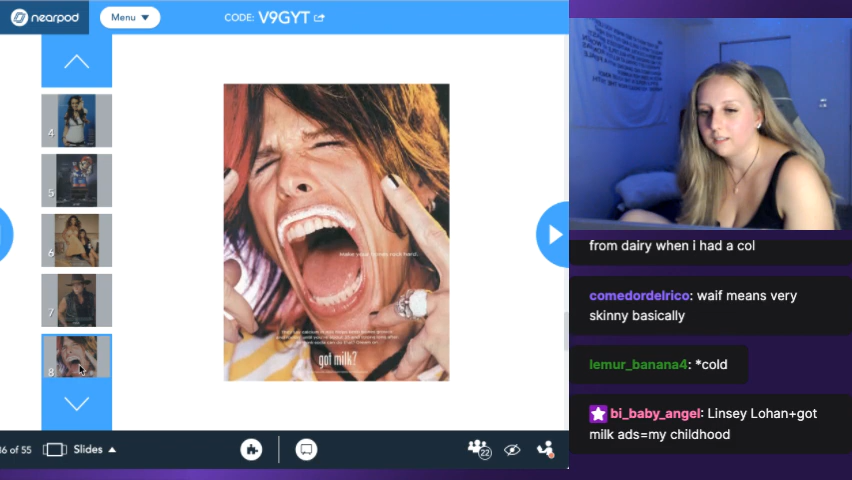 nearpod
Menu
CODE: V9GYT
4
5
6
7
8
got milk?
16 of 55
Slides
22
from dairy when i had a col
comedordelrico: waif means very
skinny basically
lemur_banana4: *cold
bi_baby_angel: Linsey Lohan+got
milk ads=my childhood